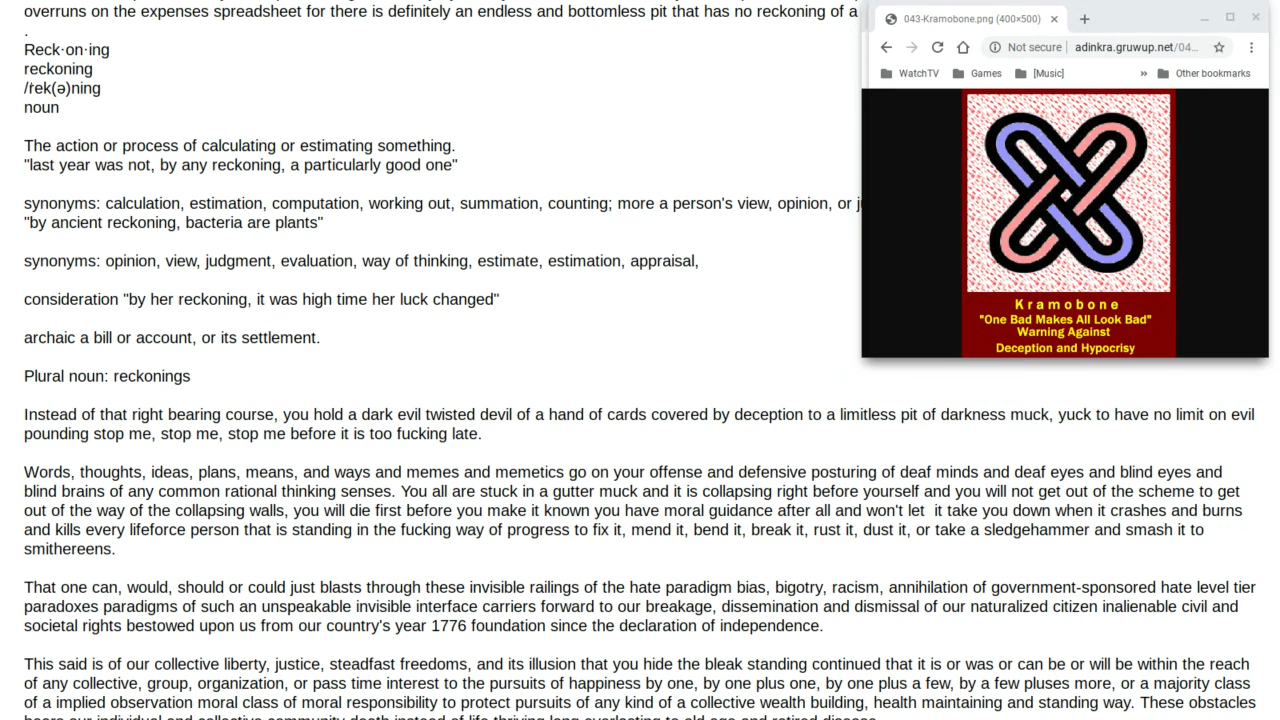 overruns on the expenses spreadsheet for there is definitely an endless and bottomless pit that has no reckoning of a
.
Reck·on·ing
reckoning
/ˈrek(ə)ning
noun
The action or process of calculating or estimating something.
"last year was not, by any reckoning, a particularly good one"
synonyms: calculation, estimation, computation, working out, summation, counting; more a person's view, opinion, or
"by ancient reckoning, bacteria are plants"
synonyms: opinion, view, judgment, evaluation, way of thinking, estimate, estimation, appraisal,
consideration "by her reckoning, it was high time her luck changed"
archaic a bill or account, or its settlement.
Plural noun: reckonings
Instead of that right bearing course, you hold a dark evil twisted devil of a hand of cards covered by deception to a limitless pit of darkness muck, yuck to have no limit on evil
pounding stop me, stop me, stop me before it is too fucking late.
Words, thoughts, ideas, plans, means, and ways and memes and memetics go on your offense and defensive posturing of deaf minds and deaf eyes and blind eyes and
blind brains of any common rational thinking senses. You all are stuck in a gutter muck and it is collapsing right before yourself and you will not get out of the scheme to get
out of the way of the collapsing walls, you will die first before you make it known you have moral guidance after all and won't let  it take you down when it crashes and burns
and kills every lifeforce person that is standing in the fucking way of progress to fix it, mend it, bend it, break it, rust it, dust it, or take a sledgehammer and smash it to
smithereens.
That one can, would, should or could just blasts through these invisible railings of the hate paradigm bias, bigotry, racism, annihilation of government-sponsored hate level tier
paradoxes paradigms of such an unspeakable invisible interface carriers forward to our breakage, dissemination and dismissal of our naturalized citizen inalienable civil and
societal rights bestowed upon us from our country's year 1776 foundation since the declaration of independence.
This said is of our collective liberty, justice, steadfast freedoms, and its illusion that you hide the bleak standing continued that it is or was or can be or will be within the reach
of any collective, group, organization, or pass time interest to the pursuits of happiness by one, by one plus one, by one plus a few, by a few pluses more, or a majority class
of a implied observation moral class of moral responsibility to protect pursuits of any kind of a collective wealth building, health maintaining and standing way. These obstacles
043-Kramobone.png (400×500)
Not secure | adinkra.gruwup.net/04...
WatchTV Games [Music] » Other bookmarks
Kramobone
"One Bad Makes All Look Bad"
Warning Against
Deception and Hypocrisy